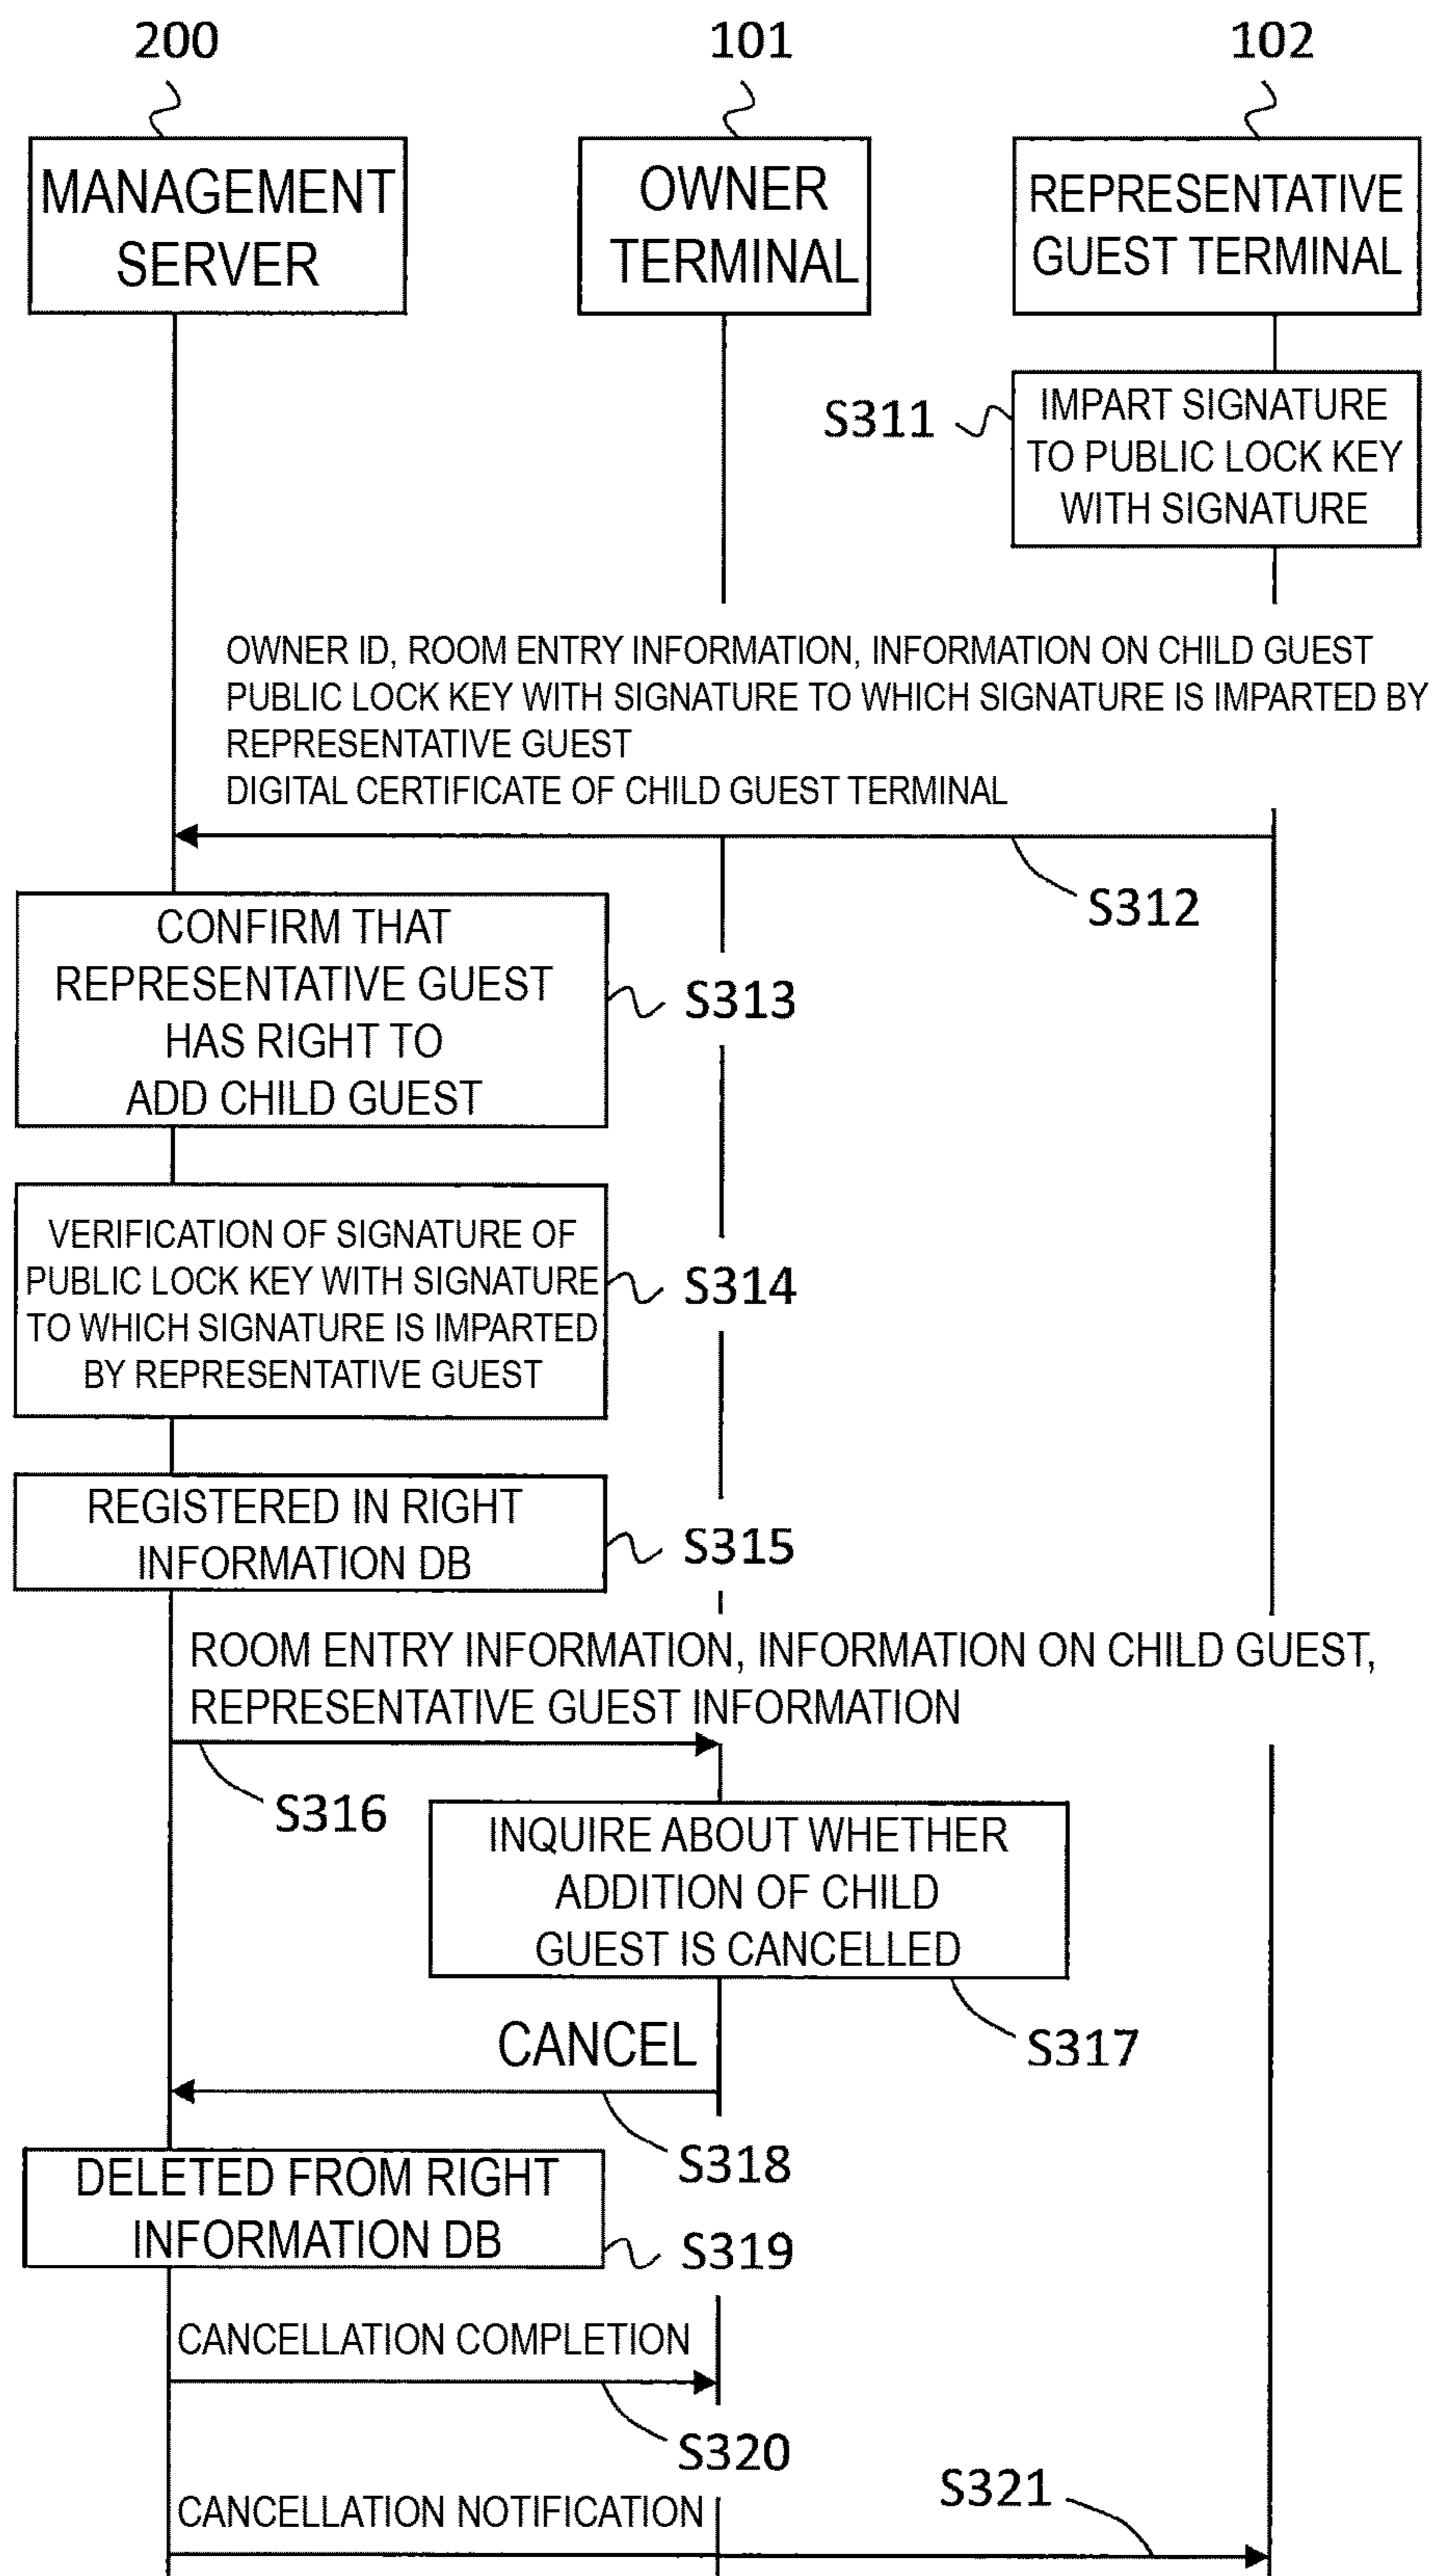 200
101
102
MANAGEMENT
SERVER
OWNER
TERMINAL
REPRESENTATIVE
GUEST TERMINAL
S311
IMPART SIGNATURE
TO PUBLIC LOCK KEY
WITH SIGNATURE
OWNER ID, ROOM ENTRY INFORMATION, INFORMATION ON CHILD GUEST
PUBLIC LOCK KEY WITH SIGNATURE TO WHICH SIGNATURE IS IMPARTED BY
REPRESENTATIVE GUEST
DIGITAL CERTIFICATE OF CHILD GUEST TERMINAL
S312
CONFIRM THAT
REPRESENTATIVE GUEST
HAS RIGHT TO
ADD CHILD GUEST
S313
VERIFICATION OF SIGNATURE OF
PUBLIC LOCK KEY WITH SIGNATURE
TO WHICH SIGNATURE IS IMPARTED
BY REPRESENTATIVE GUEST
S314
REGISTERED IN RIGHT
INFORMATION DB
S315
ROOM ENTRY INFORMATION, INFORMATION ON CHILD GUEST,
REPRESENTATIVE GUEST INFORMATION
S316
INQUIRE ABOUT WHETHER
ADDITION OF CHILD
GUEST IS CANCELLED
S317
CANCEL
S318
DELETED FROM RIGHT
INFORMATION DB
S319
CANCELLATION COMPLETION
S320
CANCELLATION NOTIFICATION
S321